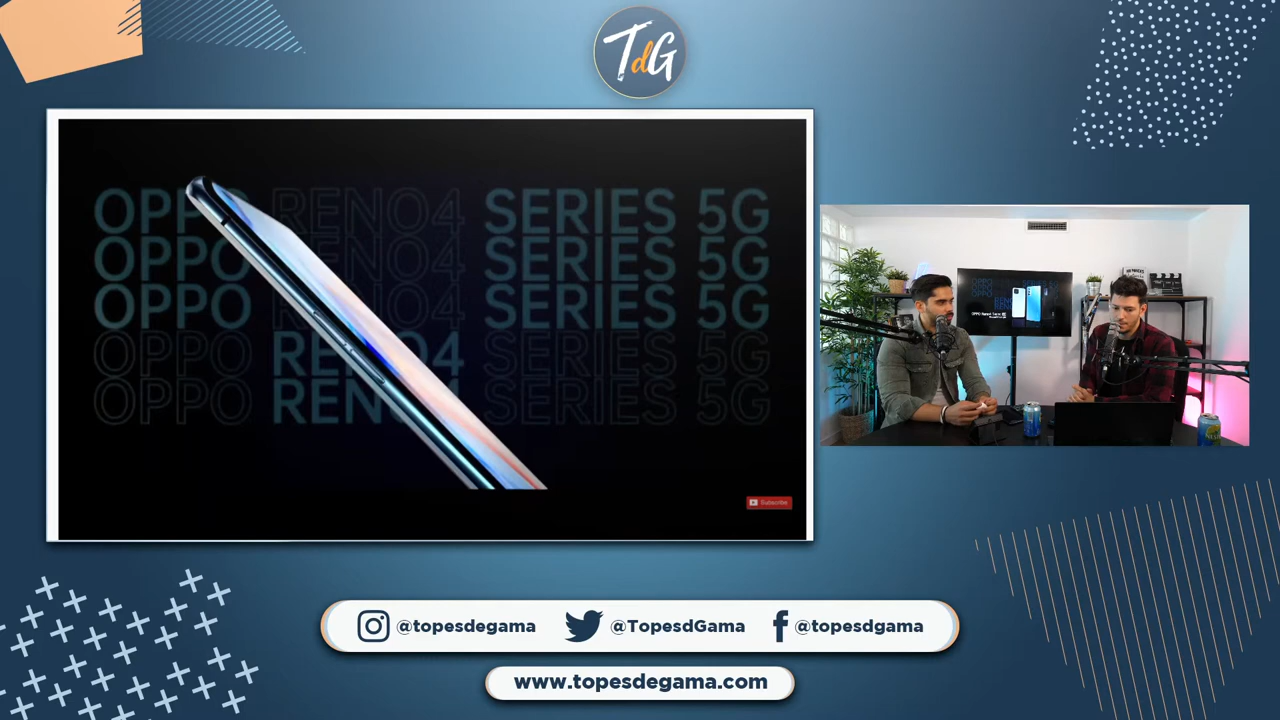 TdG
OPPO RENO4 SERIES 5G
OPPO RENO4 SERIES 5G
OPPO RENO4 SERIES 5G
OPPO RENO4 SERIES 5G
OPPO RENO4 SERIES 5G
Subscribe
@topesdegama
@TopesdGama
@topesdgama
www.topesdegama.com